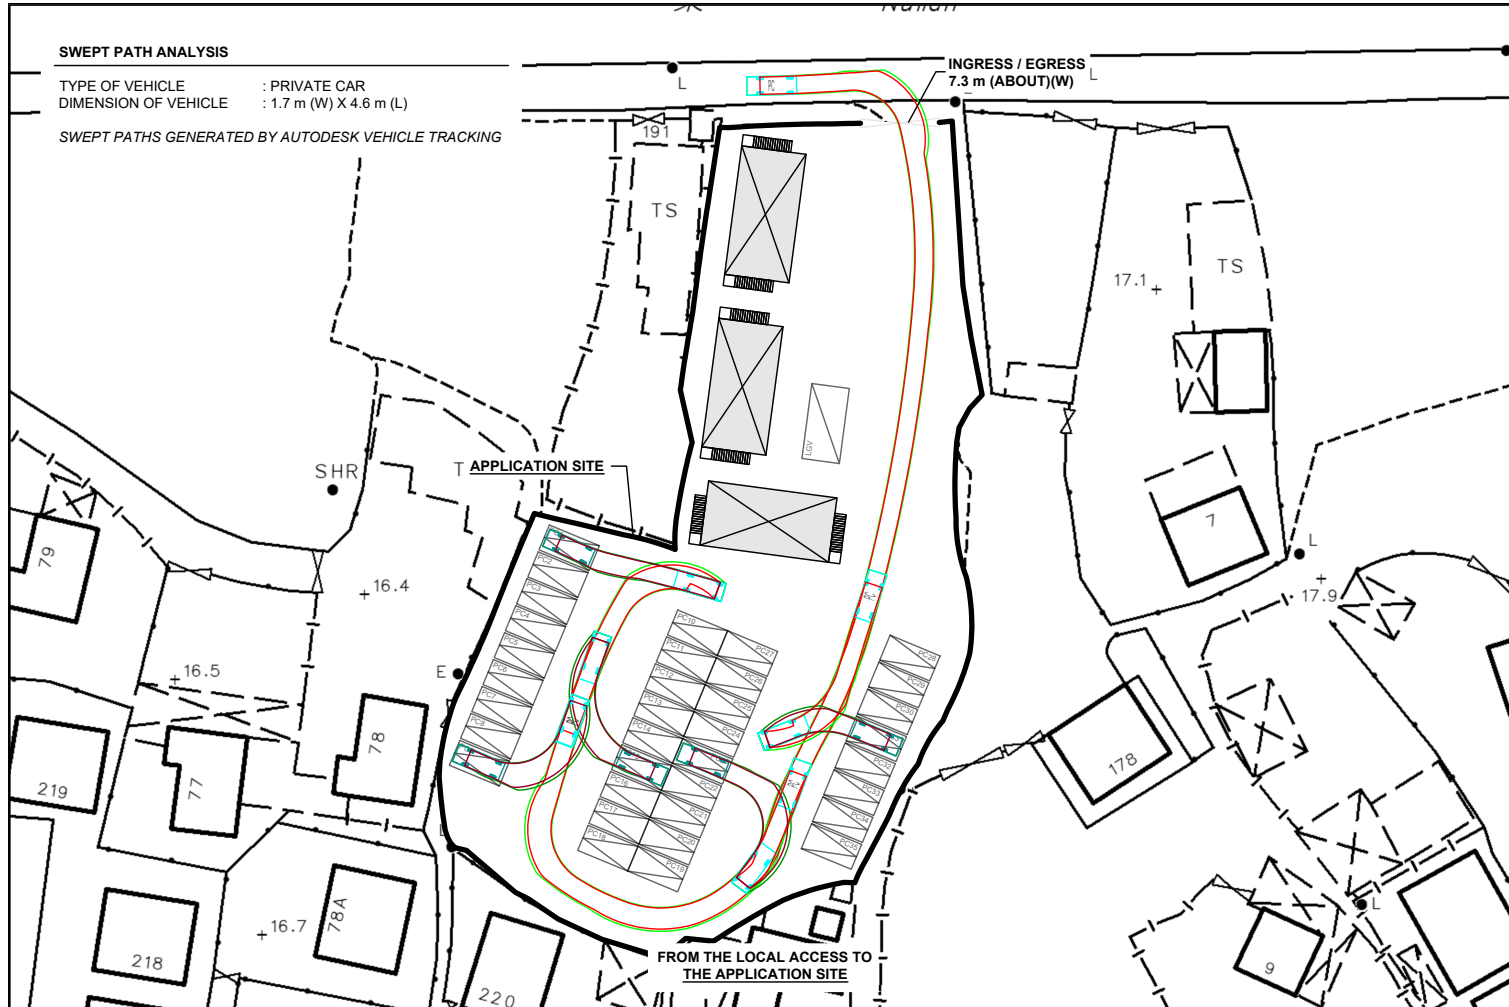 SWEPT PATH ANALYSIS
TYPE OF VEHICLE : PRIVATE CAR
DIMENSION OF VEHICLE : 1.7 m (W) X 4.6 m (L)
SWEPT PATHS GENERATED BY AUTODESK VEHICLE TRACKING
INGRESS / EGRESS
7.3 m (ABOUT)(W)
L
L
191
TS
TS
17.1
LGV
SHR
T
APPLICATION SITE
79
7
L
16.4
17.9
PC2
PC3
PC4
PC5
PC6
PC7
PC8
PC10
PC11
PC12
PC13
PC14
PC16
PC17
PC18
PC27
PC26
PC25
PC24
PC22
PC21
PC20
PC19
PC28
PC29
PC30
PC32
PC33
PC34
PC35
16.5
E
78
77
219
178
78A
16.7
218
220
9
L
FROM THE LOCAL ACCESS TO
THE APPLICATION SITE